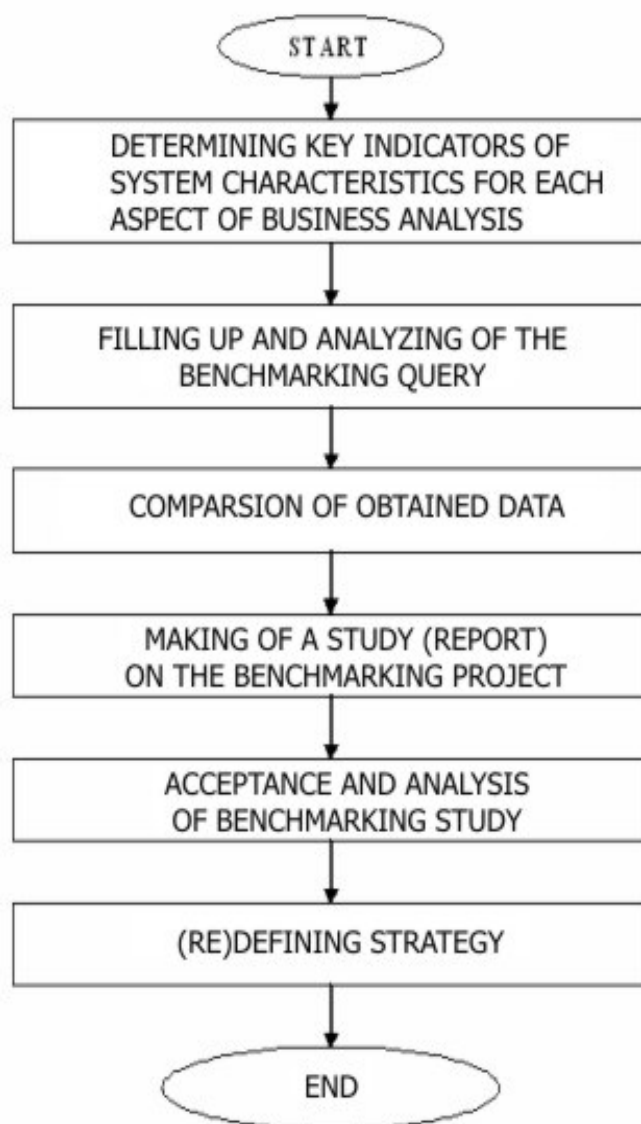 START
DETERMINING KEY INDICATORS OF
SYSTEM CHARACTERISTICS FOR EACH
ASPECT OF BUSINESS ANALYSIS
FILLING UP AND ANALYZING OF THE
BENCHMARKING QUERY
COMPARSION OF OBTAINED DATA
MAKING OF A STUDY (REPORT)
ON THE BENCHMARKING PROJECT
ACCEPTANCE AND ANALYSIS
OF BENCHMARKING STUDY
(RE)DEFINING STRATEGY
END